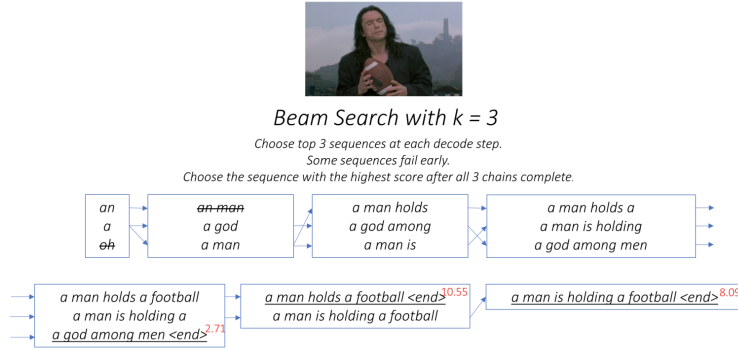 Beam Search with k = 3
Choose top 3 sequences at each decode step.
Some sequences fail early.
Choose the sequence with the highest score after all 3 chains complete.
an
a
oh
an man
a god
a man
a man holds
a god among
a man is
a man holds a
a man is holding
a god among men
a man holds a football
a man is holding a
a god among men <end> 2.71
a man holds a football <end> 10.55
a man is holding a football
a man is holding a football <end> 8.09